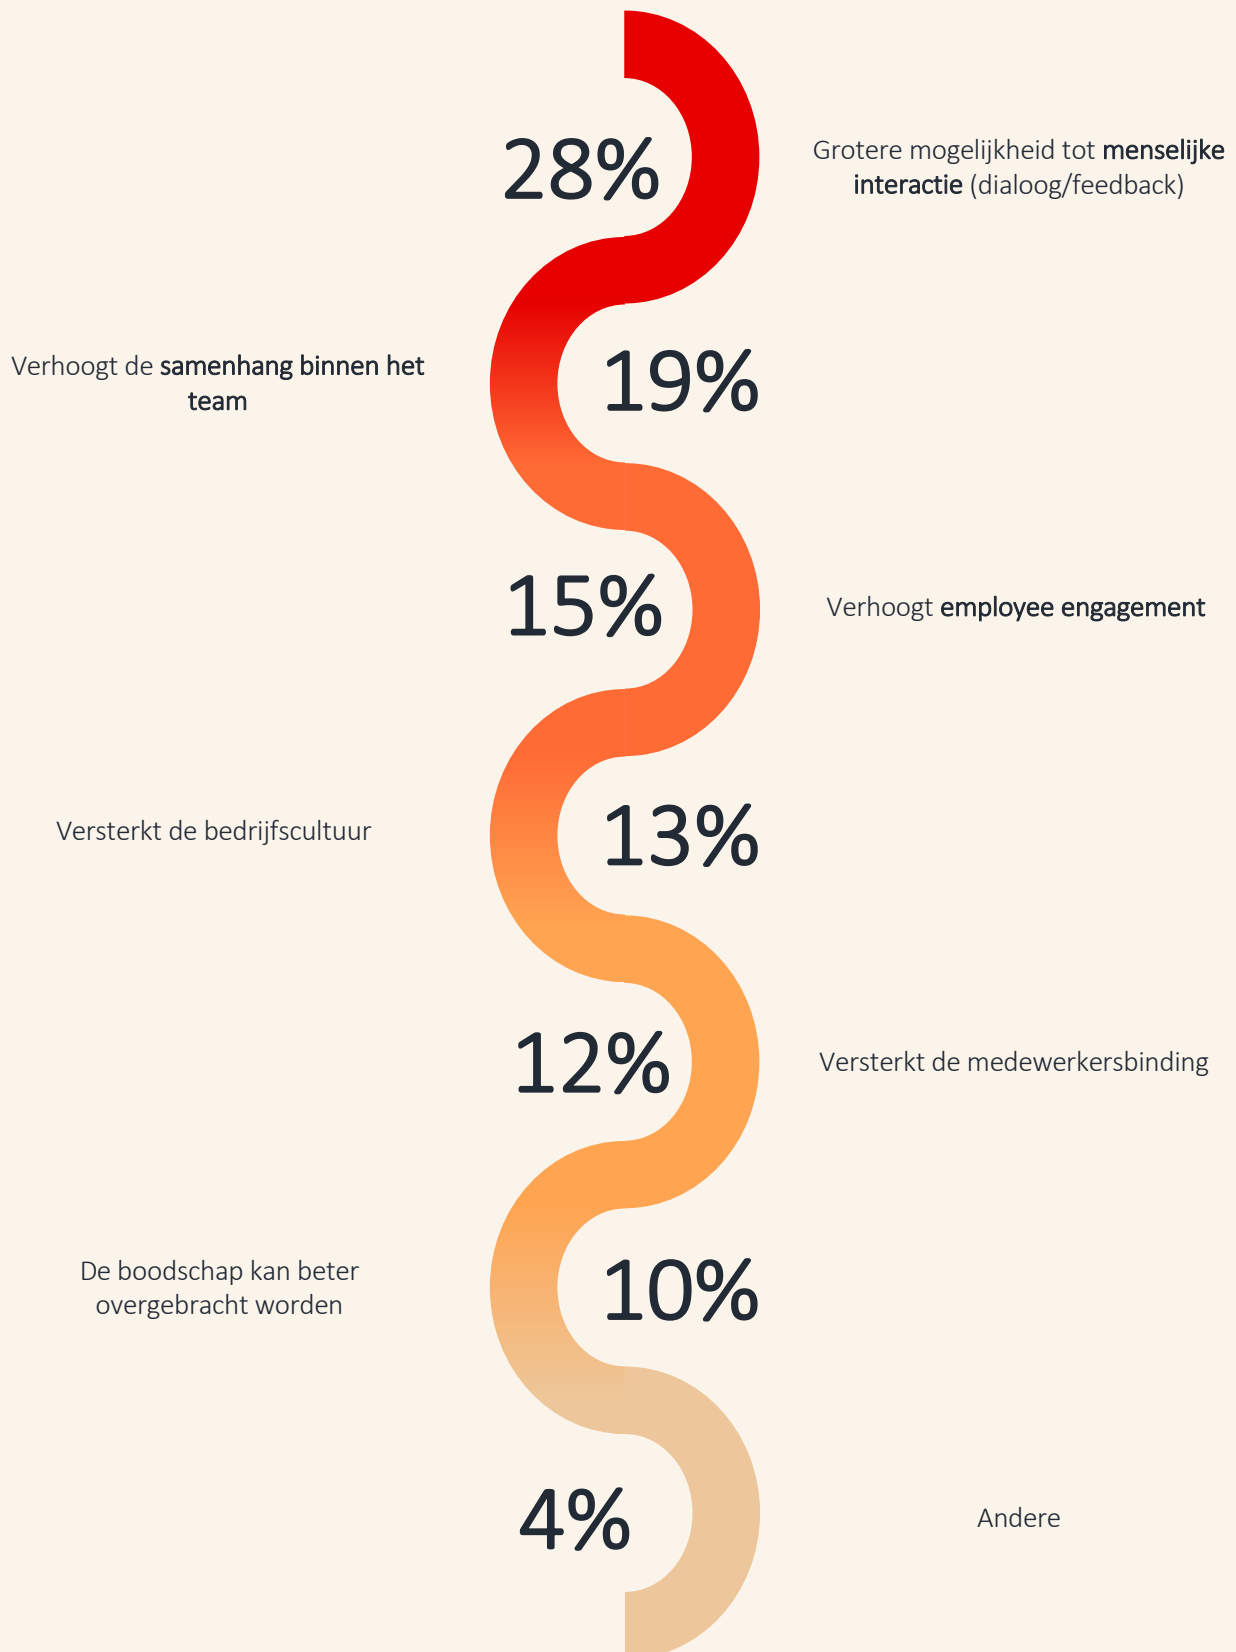 28%
Grotere mogelijkheid tot menselijke
interactie (dialoog/feedback)
Verhoogt de samenhang binnen het
team
19%
15%
Verhoogt employee engagement
Versterkt de bedrijfscultuur
13%
12%
Versterkt de medewerkersbinding
De boodschap kan beter
overgebracht worden
10%
4%
Andere